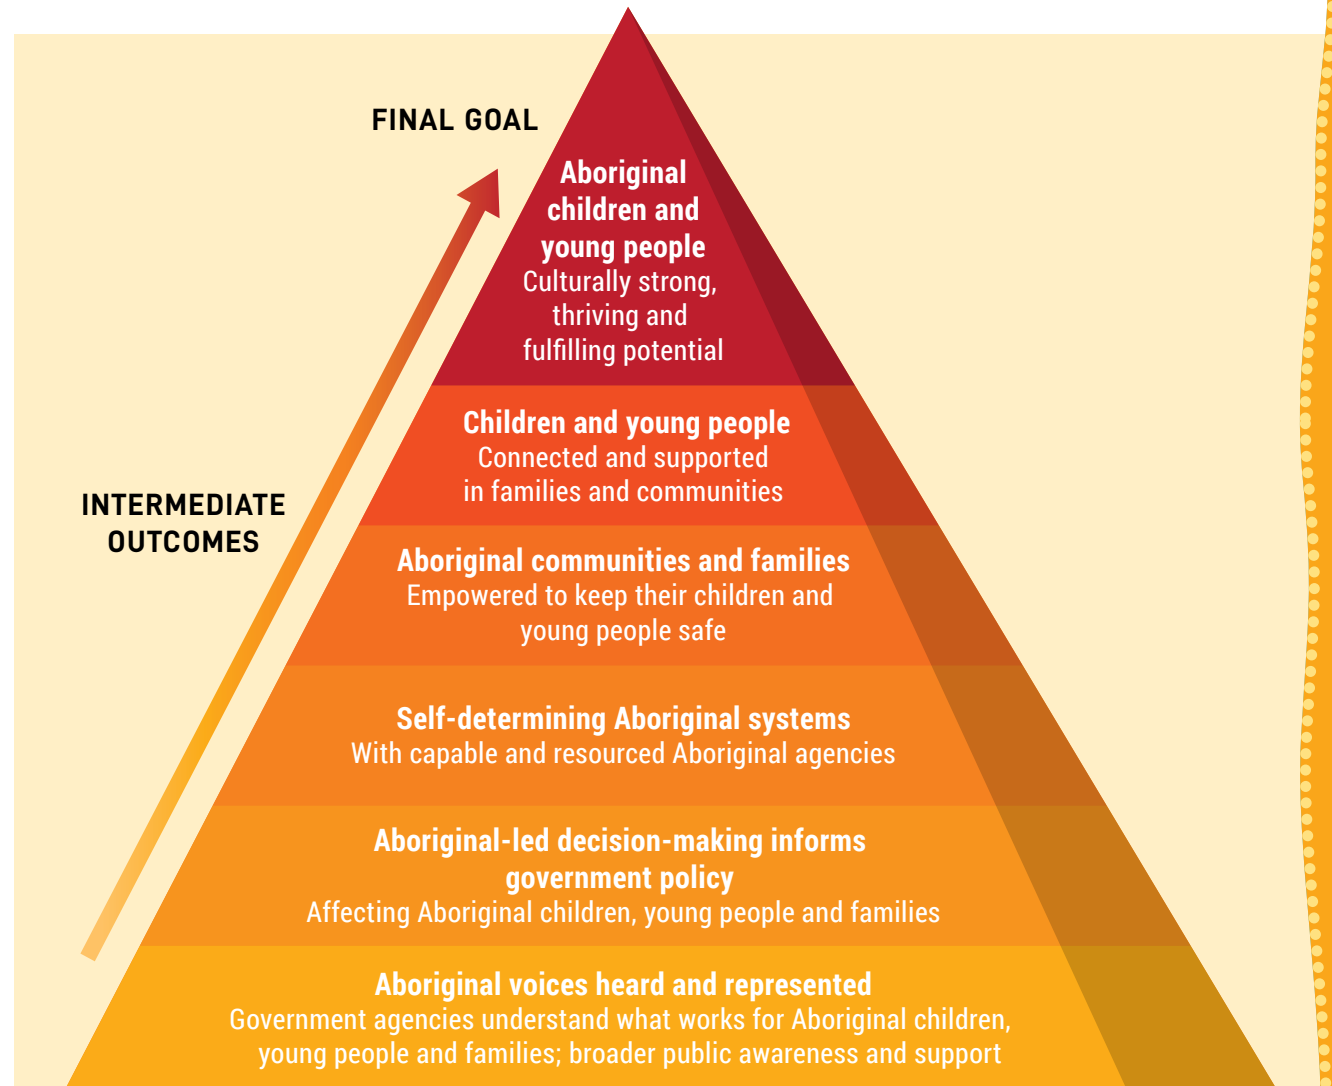 FINAL GOAL
Aboriginal
children and
young people
Culturally strong,
thriving and
fulfilling potential
Children and young people
Connected and supported
in families and communities
INTERMEDIATE
OUTCOMES
Aboriginal communities and families
Empowered to keep their children and
young people safe
Self-determining Aboriginal systems
With capable and resourced Aboriginal agencies
Aboriginal-led decision-making informs
government policy
Affecting Aboriginal children, young people and families
Aboriginal voices heard and represented
Government agencies understand what works for Aboriginal children,
young people and families; broader public awareness and support